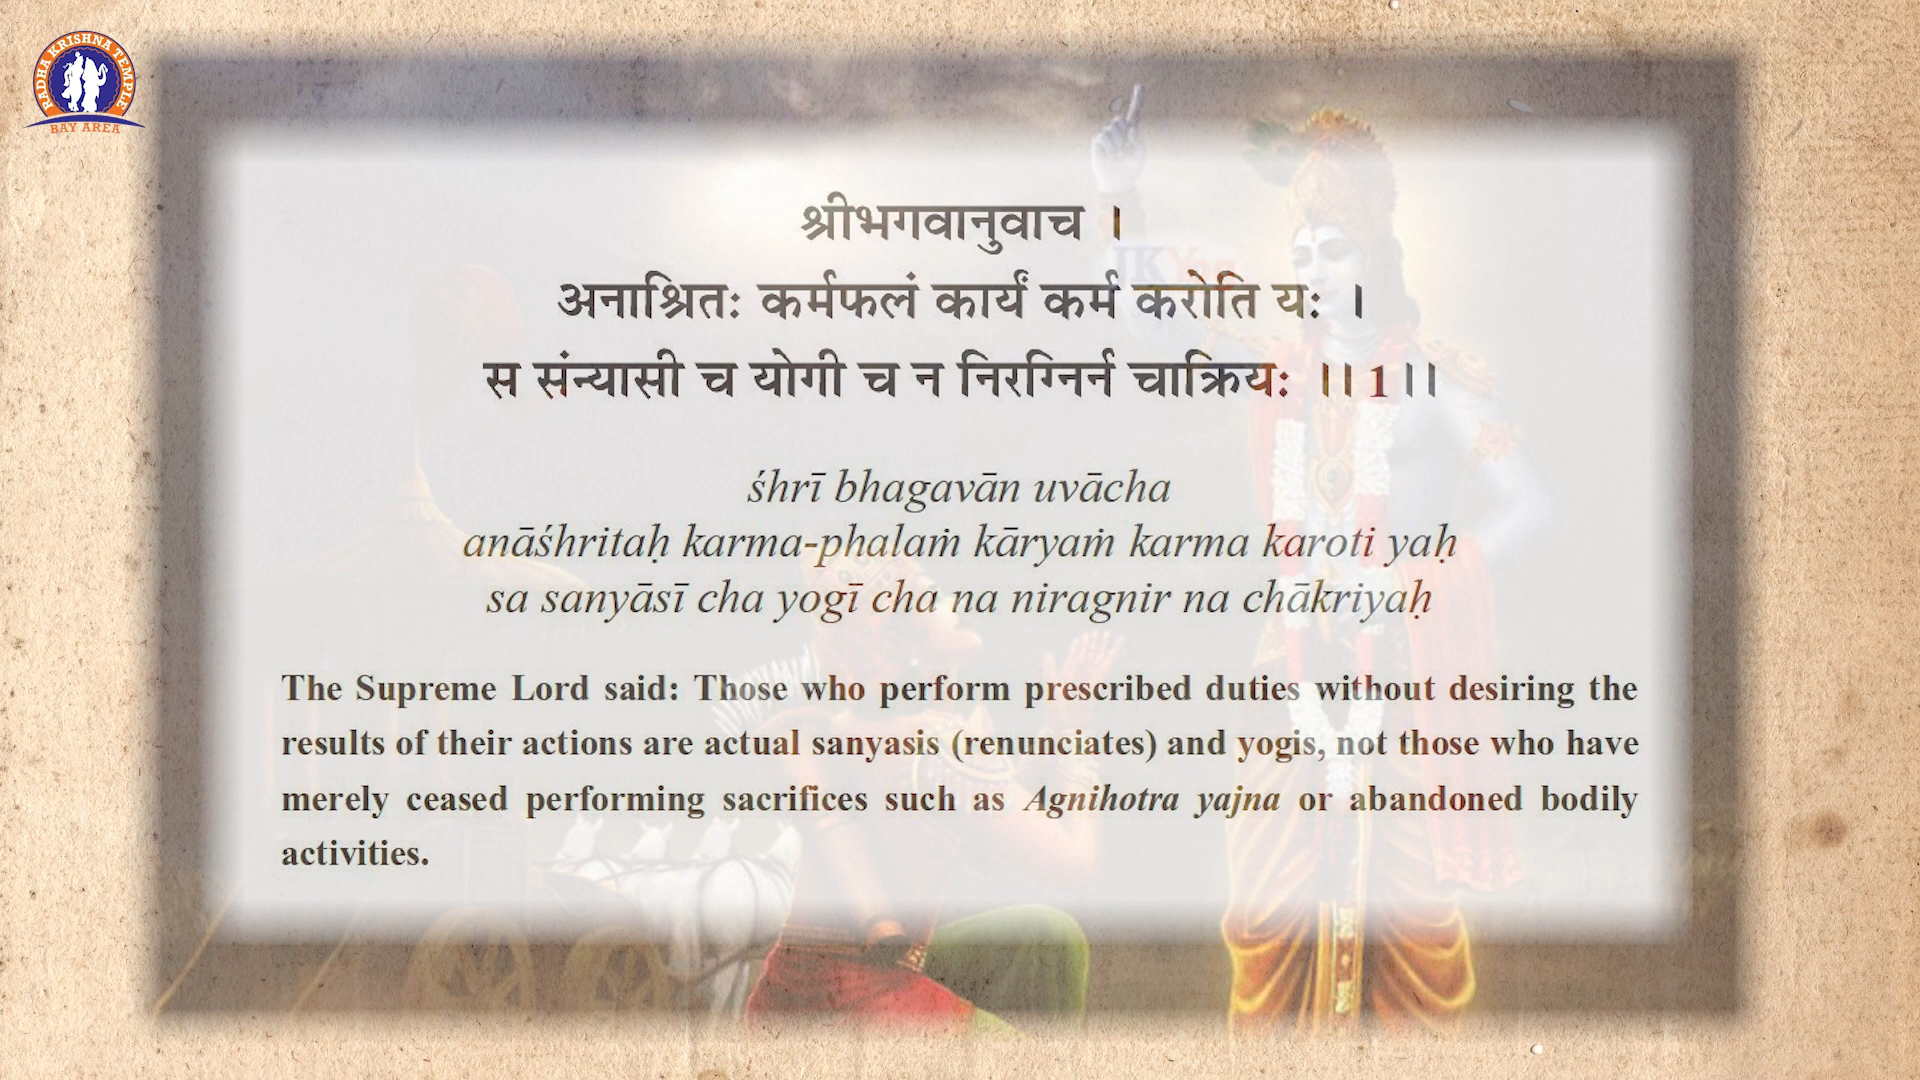 RADHA KRISHNA TEMPLE
BAY AREA
श्रीभगवानुवाच ।
JKYog
अनाश्रितः कर्मफलं कार्यं कर्म करोति यः ।
स संन्यासी च योगी च न निरग्निर्न चाक्रियः ।। 1 ।।
śhrī bhagavān uvācha
anāśhritaḥ karma-phalaṁ kāryaṁ karma karoti yaḥ
sa sanyāsī cha yogī cha na niragnir na chākriyaḥ
The Supreme Lord said: Those who perform prescribed duties without desiring the
results of their actions are actual sanyasis (renunciates) and yogis, not those who have
merely ceased performing sacrifices such as Agnihotra yajna or abandoned bodily
activities.